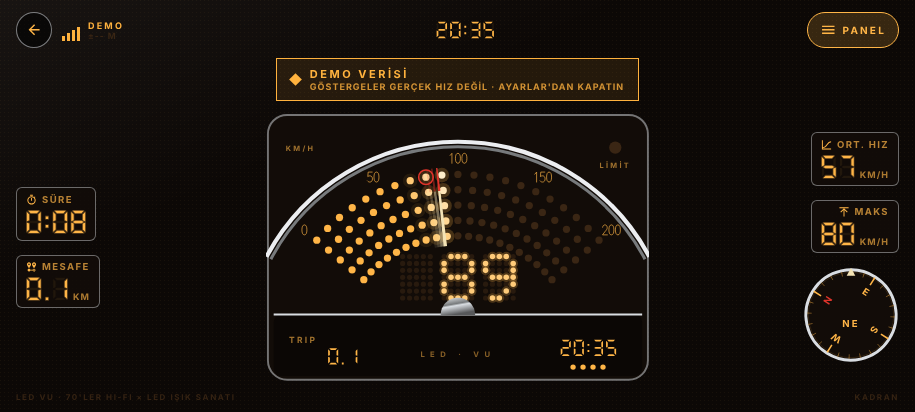 DEMO
±-- M
20:35
PANEL
DEMO VERİSİ
GÖSTERGELER GERÇEK HIZ DEĞİL · AYARLAR'DAN KAPATIN
KM/H
LİMİT
0
50
100
150
200
89
TRIP
0.1
LED · VU
20:35
SÜRE
0:08
MESAFE
0.1 KM
ORT. HIZ
57 KM/H
MAKS
80 KM/H
N
E
S
W
NE
LED VU · 70'LER HI-FI × LED IŞIK SANATI
KADRAN